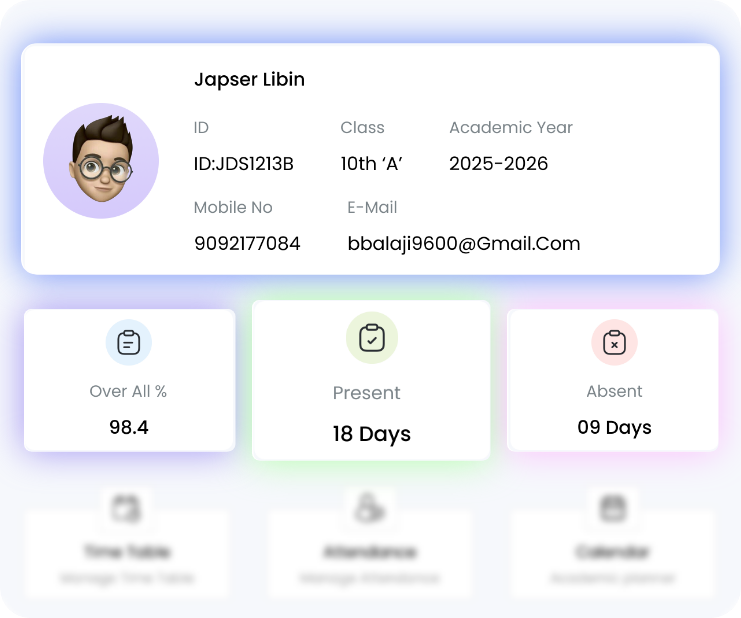 Japser Libin
ID Class Academic Year
ID:JDS1213B 10th ‘A’ 2025-2026
Mobile No E-Mail
9092177084 bbalaji9600@Gmail.Com
Over All % Present Absent
98.4 18 Days 09 Days
Time Table Attendance Calendar
Manage Time Table Manage Attendance Academic planner